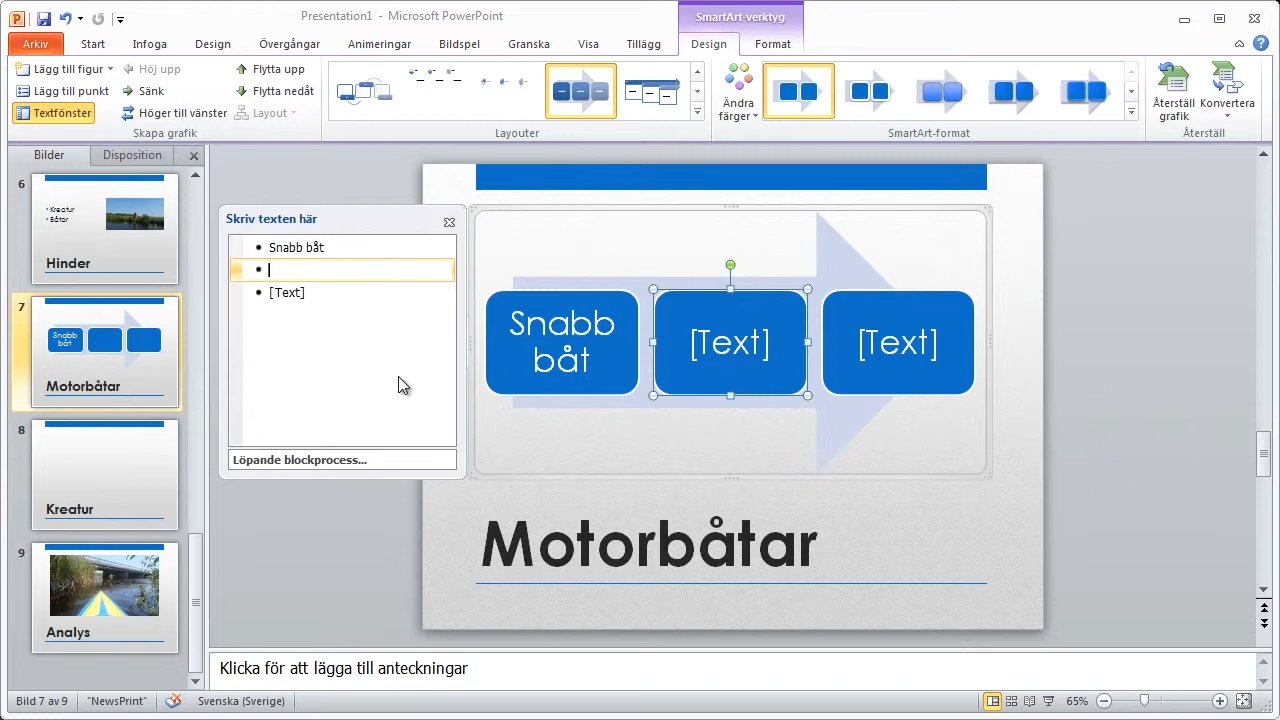 Presentation1 - Microsoft PowerPoint
SmartArt-verktyg
Arkiv Start Infoga Design Övergångar Animeringar Bildspel Granska Visa Tillägg Design Format
Lägg till figur Höj upp Flytta upp
Lägg till punkt Sänk Flytta nedåt
Textfönster Höger till vänster Layout
Skapa grafik
Layouter
Ändra färger
SmartArt-format
Återställ grafik
Konvertera
Återställ
Bilder Disposition
6
Kreatur
Båtar
Hinder
7
Snabb
båt
Motorbåtar
8
Kreatur
9
Analys
Skriv texten här
Snabb båt
[Text]
Löpande blockprocess...
Snabb
båt
[Text]
[Text]
Motorbåtar
Klicka för att lägga till anteckningar
Bild 7 av 9 "NewsPrint" Svenska (Sverige) 65%